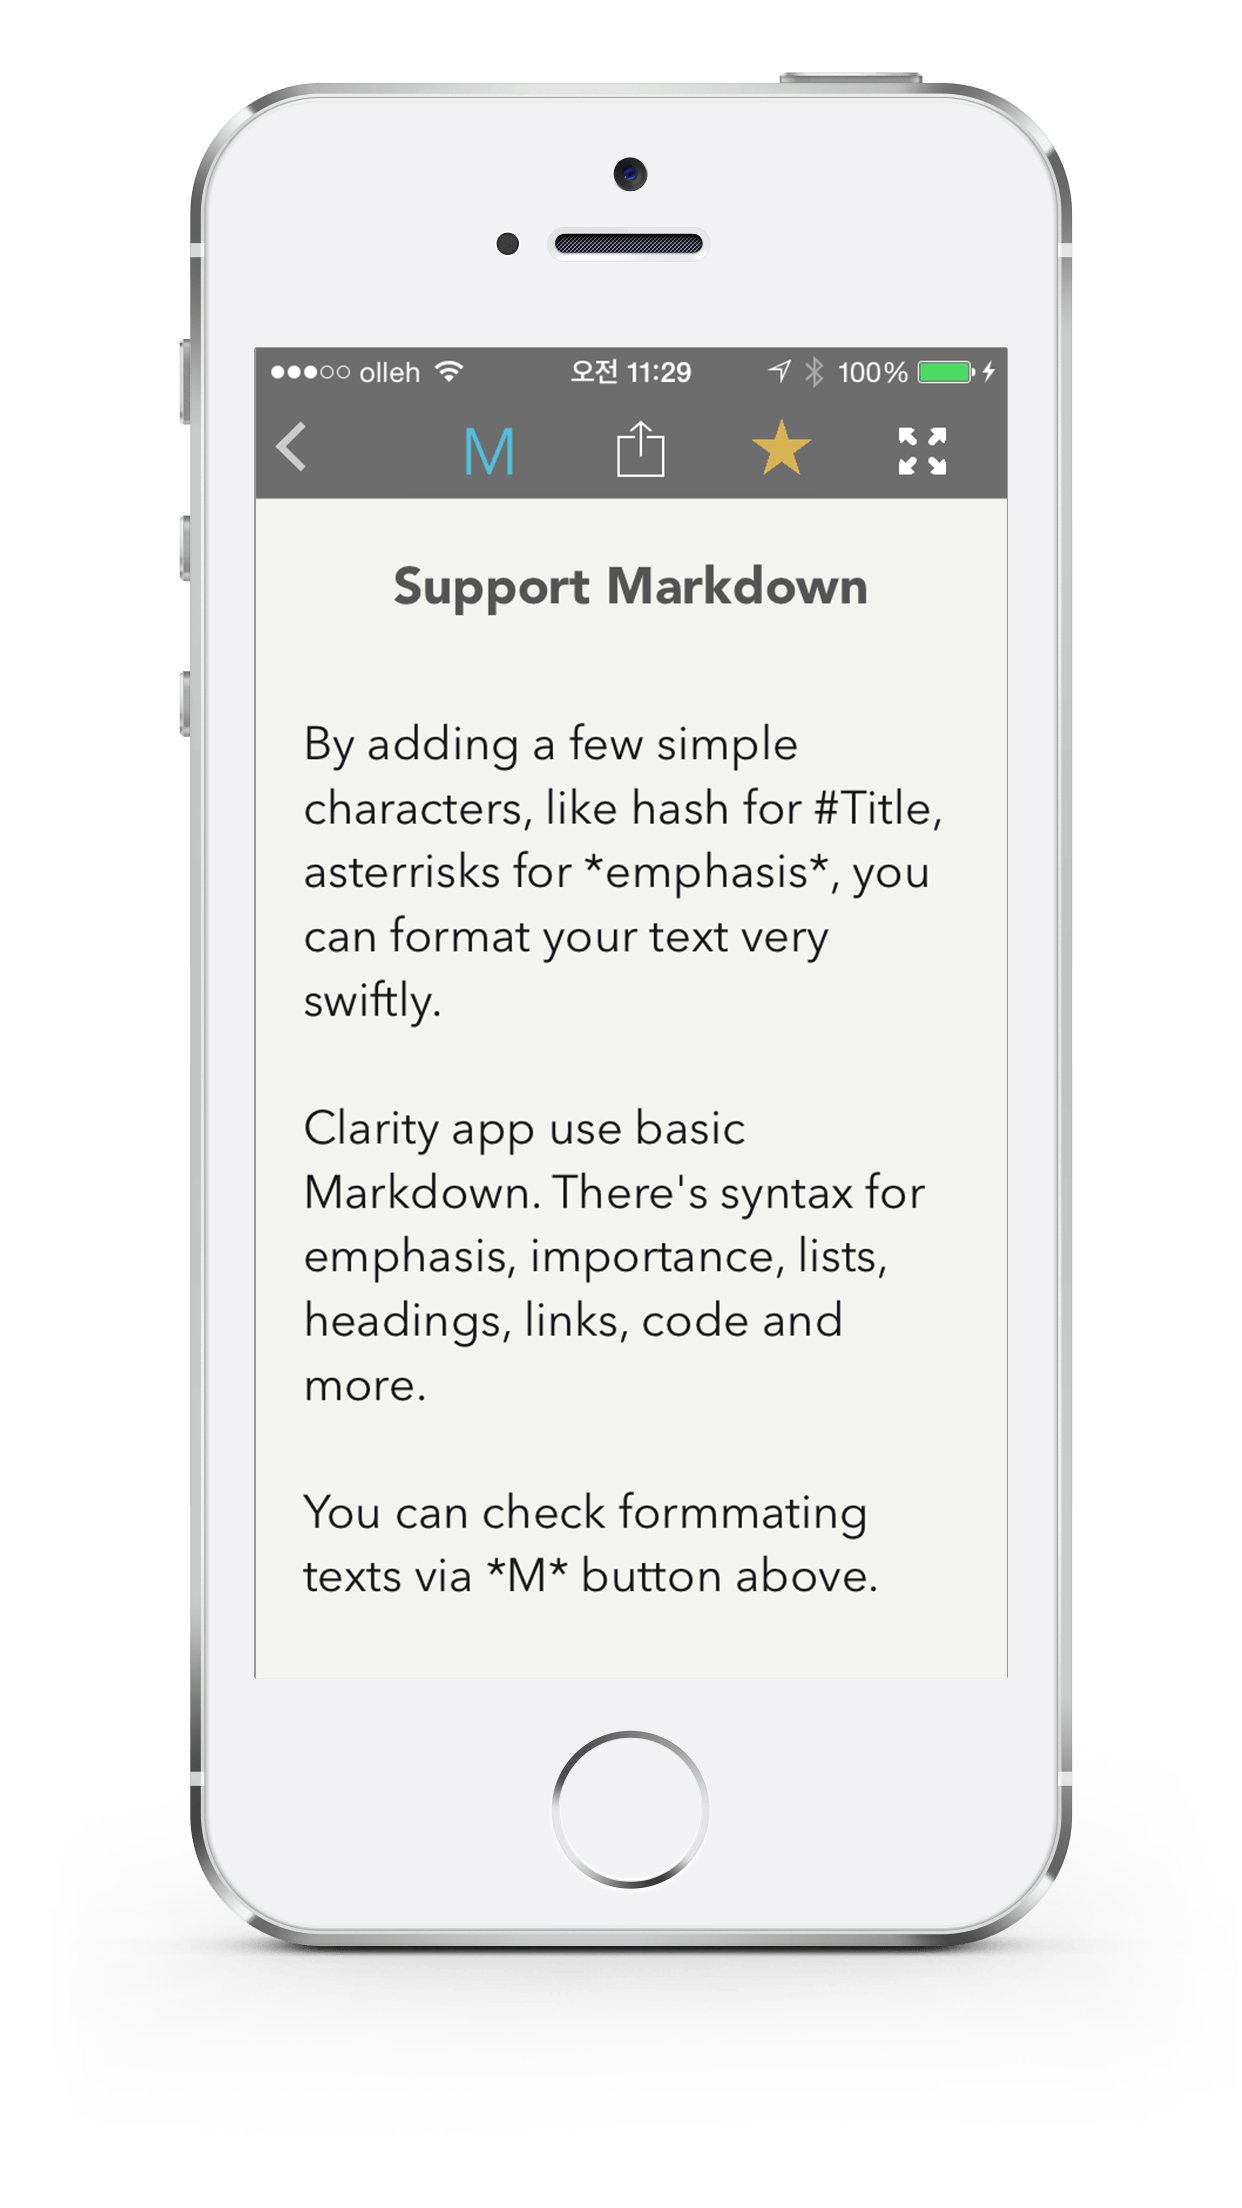 olleh 오전 11:29 100%
M
Support Markdown
By adding a few simple
characters, like hash for #Title,
asterrisks for *emphasis*, you
can format your text very
swiftly.
Clarity app use basic
Markdown. There's syntax for
emphasis, importance, lists,
headings, links, code and
more.
You can check formmating
texts via *M* button above.